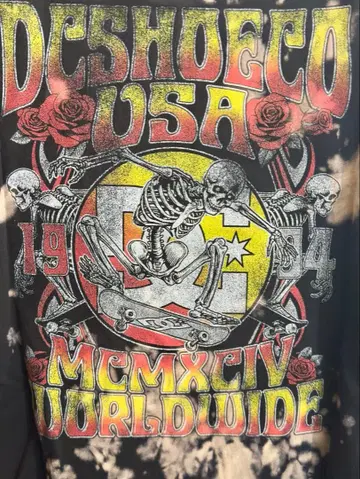 DCSHOECO
USA
19 94
MCMXCIV
WORLDWIDE